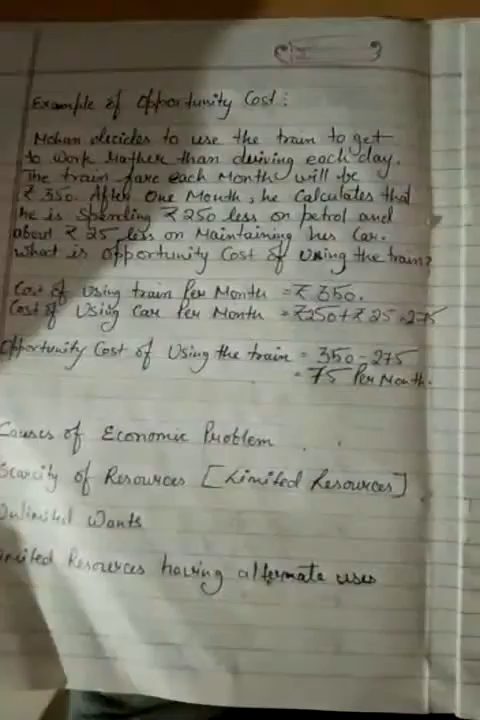 Example of Opportunity Cost:
Mohan decides to use the train to get
to work rather than driving each day.
The train fare each Month will be
₹ 350. After One Month, he Calculates that
he is spending ₹ 250 less on petrol and
about ₹ 25 less on Maintaining his Car.
What is opportunity Cost of using the train?
Cost of Using train Per Month = ₹ 350.
Cost of Using Car Per Month = ₹250+₹25=275
Opportunity Cost of Using the train = 350-275
= 75 Per Month.
Causes of Economic Problem
Scarcity of Resources [Limited Resources]
Unlimited Wants
Limited Resources having alternate uses